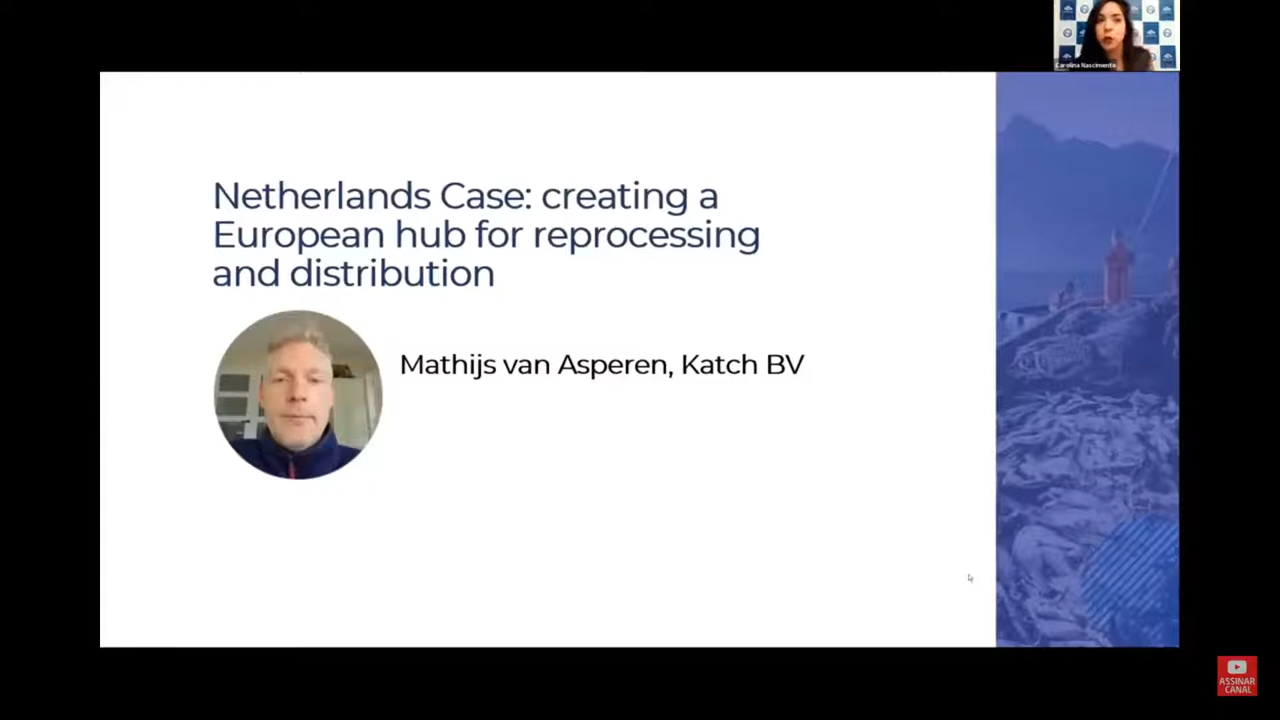 Carolina Nascimento
Netherlands Case: creating a
European hub for reprocessing
and distribution
Mathijs van Asperen, Katch BV
ASSINAR
CANAL